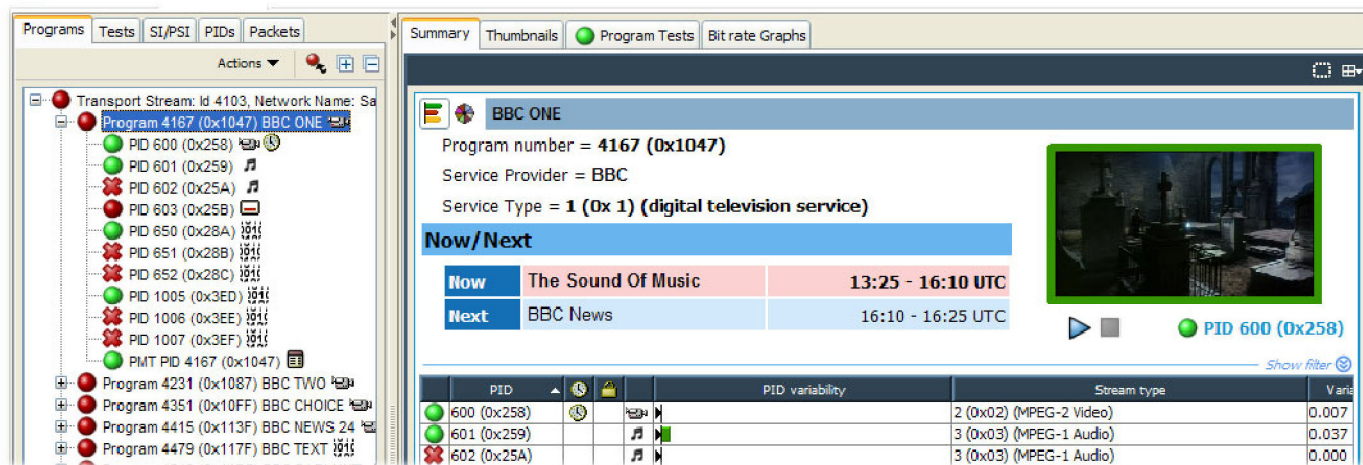 Programs Tests SI/PSI PIDs Packets
Actions
Transport Stream: Id 4103, Network Name: Sa
Program 4167 (0x1047) BBC ONE
PID 600 (0x258)
PID 601 (0x259)
PID 602 (0x25A)
PID 603 (0x25B)
PID 650 (0x28A)
PID 651 (0x28B)
PID 652 (0x28C)
PID 1005 (0x3ED)
PID 1006 (0x3EE)
PID 1007 (0x3EF)
PMT PID 4167 (0x1047)
Program 4231 (0x1087) BBC TWO
Program 4351 (0x10FF) BBC CHOICE
Program 4415 (0x113F) BBC NEWS 24
Program 4479 (0x117F) BBC TEXT
Summary Thumbnails Program Tests Bit rate Graphs
BBC ONE
Program number = 4167 (0x1047)
Service Provider = BBC
Service Type = 1 (0x 1) (digital television service)
Now/Next
Now The Sound Of Music 13:25 - 16:10 UTC
Next BBC News 16:10 - 16:25 UTC
PID 600 (0x258)
Show filter
PID PID variability Stream type Varia
600 (0x258) 2 (0x02) (MPEG-2 Video) 0.007
601 (0x259) 3 (0x03) (MPEG-1 Audio) 0.037
602 (0x25A) 3 (0x03) (MPEG-1 Audio) 0.000